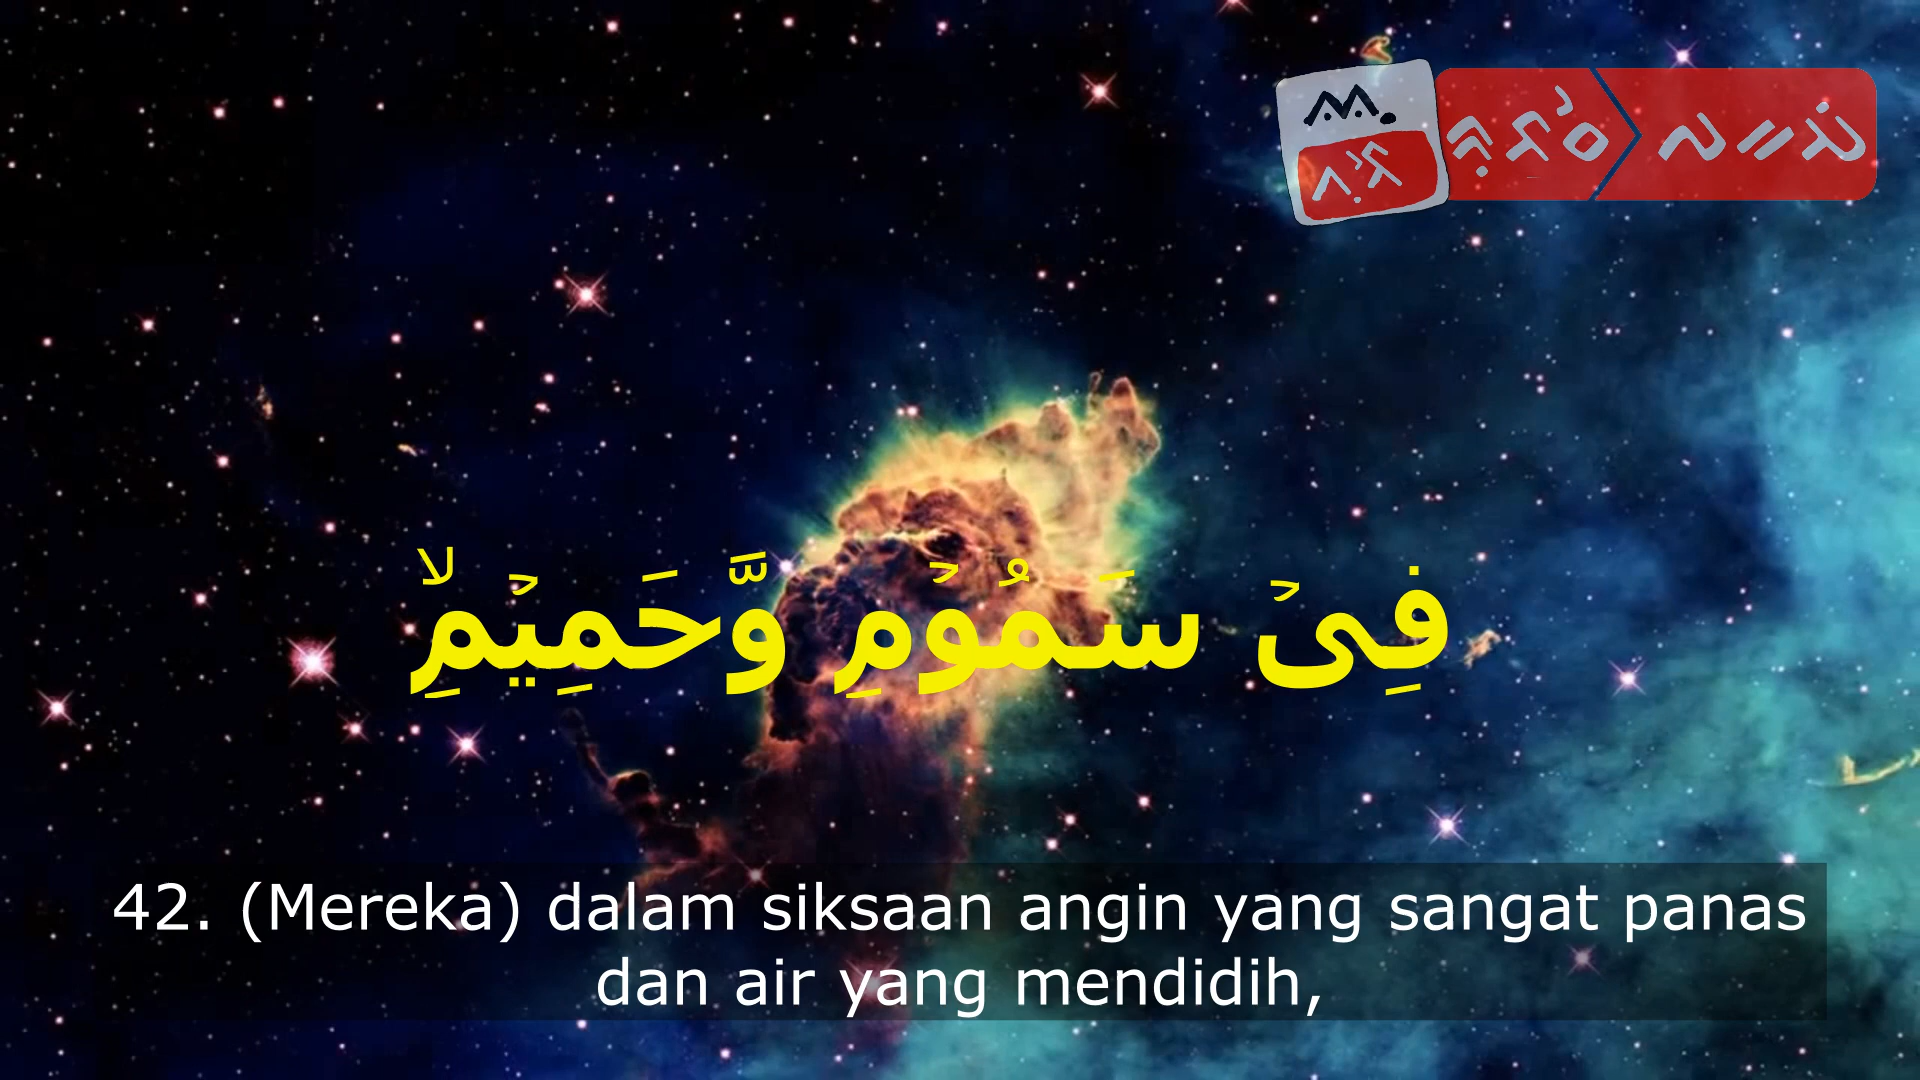 فِىۡ سَمُوۡمٍ وَّحَمِيۡمٍۙ
42. (Mereka) dalam siksaan angin yang sangat panas
dan air yang mendidih,